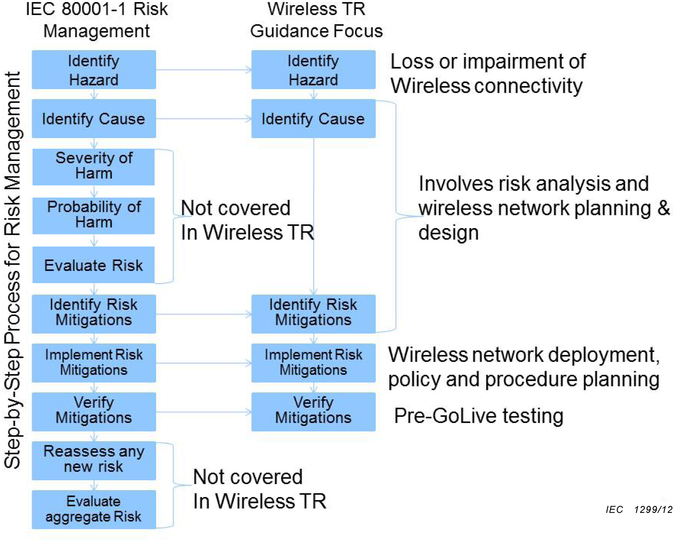 IEC 80001-1 Risk
Management
Wireless TR
Guidance Focus
Step-by-Step Process for Risk Management
Identify
Hazard
Identify
Hazard
Loss or impairment of
Wireless connectivity
Identify Cause
Identify Cause
Severity of
Harm
Probability of
Harm
Evaluate Risk
Not covered
In Wireless TR
Involves risk analysis and
wireless network planning &
design
Identify Risk
Mitigations
Identify Risk
Mitigations
Implement Risk
Mitigations
Implement Risk
Mitigations
Wireless network deployment,
policy and procedure planning
Verify
Mitigations
Verify
Mitigations
Pre-GoLive testing
Reassess any
new risk
Evaluate
aggregate Risk
Not covered
In Wireless TR
IEC 1299/12